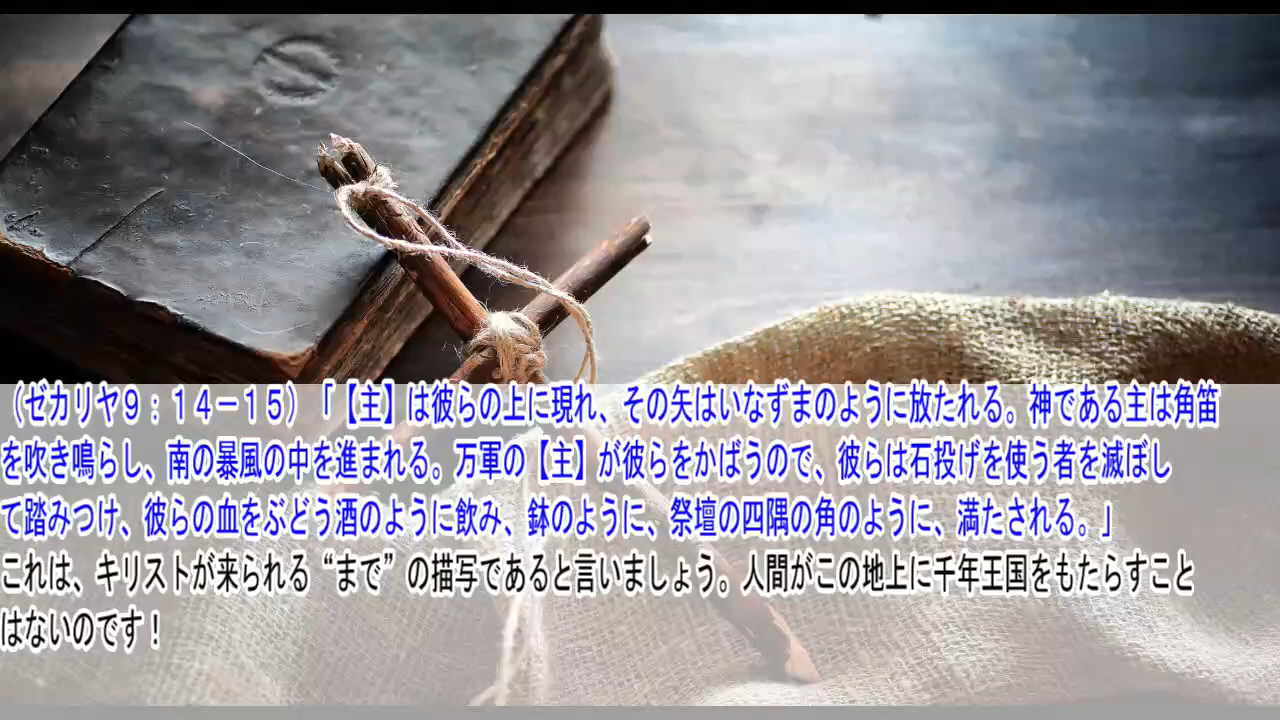 （ゼカリヤ９：１４－１５）「【主】は彼らの上に現れ、その矢はいなずまのように放たれる。神である主は角笛
を吹き鳴らし、南の暴風の中を進まれる。万軍の【主】が彼らをかばうので、彼らは石投げを使う者を滅ぼし
て踏みつけ、彼らの血をぶどう酒のように飲み、鉢のように、祭壇の四隅の角のように、満たされる。」
これは、キリストが来られる“まで”の描写であると言いましょう。人間がこの地上に千年王国をもたらすこと
はないのです！